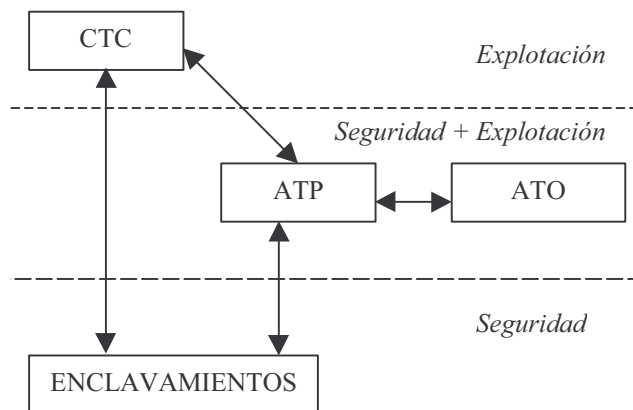 CTC
Explotación
Seguridad + Explotación
ATP
ATO
Seguridad
ENCLAVAMIENTOS